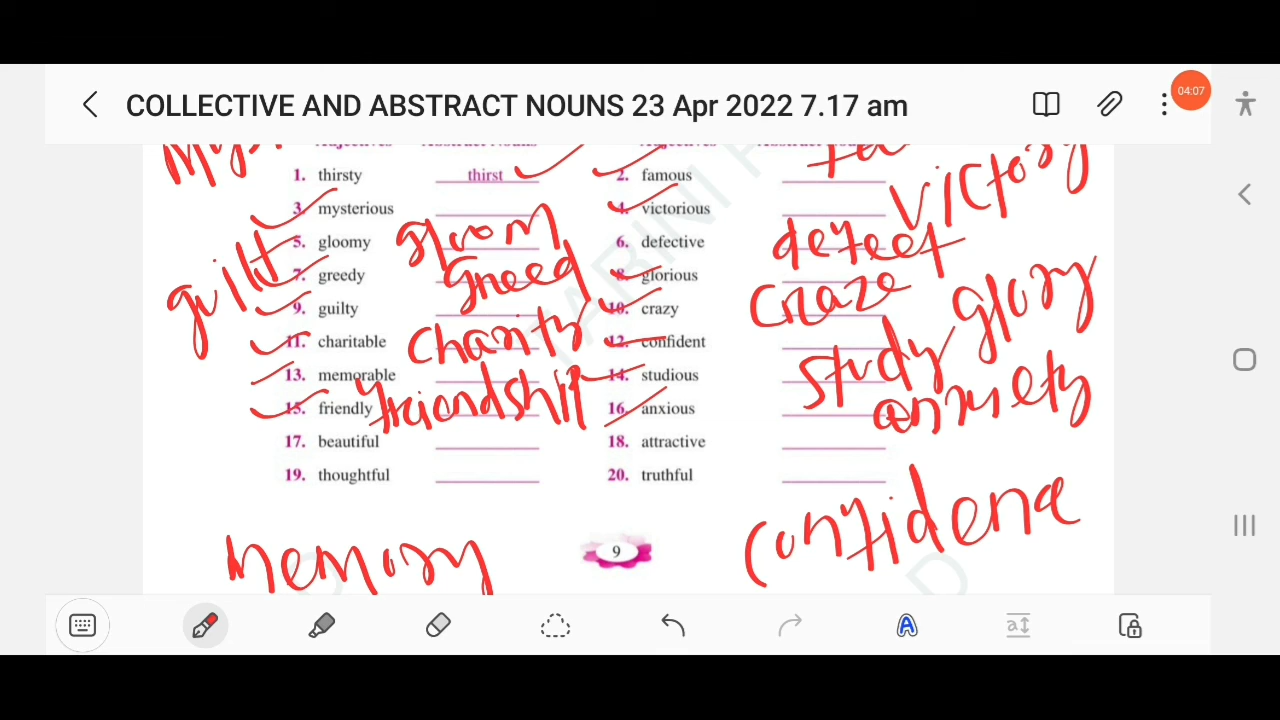 COLLECTIVE AND ABSTRACT NOUNS 23 Apr 2022 7.17 am
04:07
1. thirsty thirst 2. famous
3. mysterious 4. victorious victory
5. gloomy gloom 6. defective defect
7. greedy greed 8. glorious glory
9. guilty guilt 10. crazy craze
11. charitable charity 12. confident
13. memorable 14. studious study
15. friendly friendship 16. anxious anxiety
17. beautiful 18. attractive
19. thoughtful 20. truthful
memory confidence
9